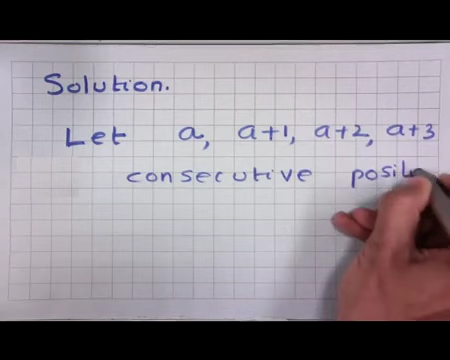 Solution.
Let a, a+1, a+2, a+3
consecutive